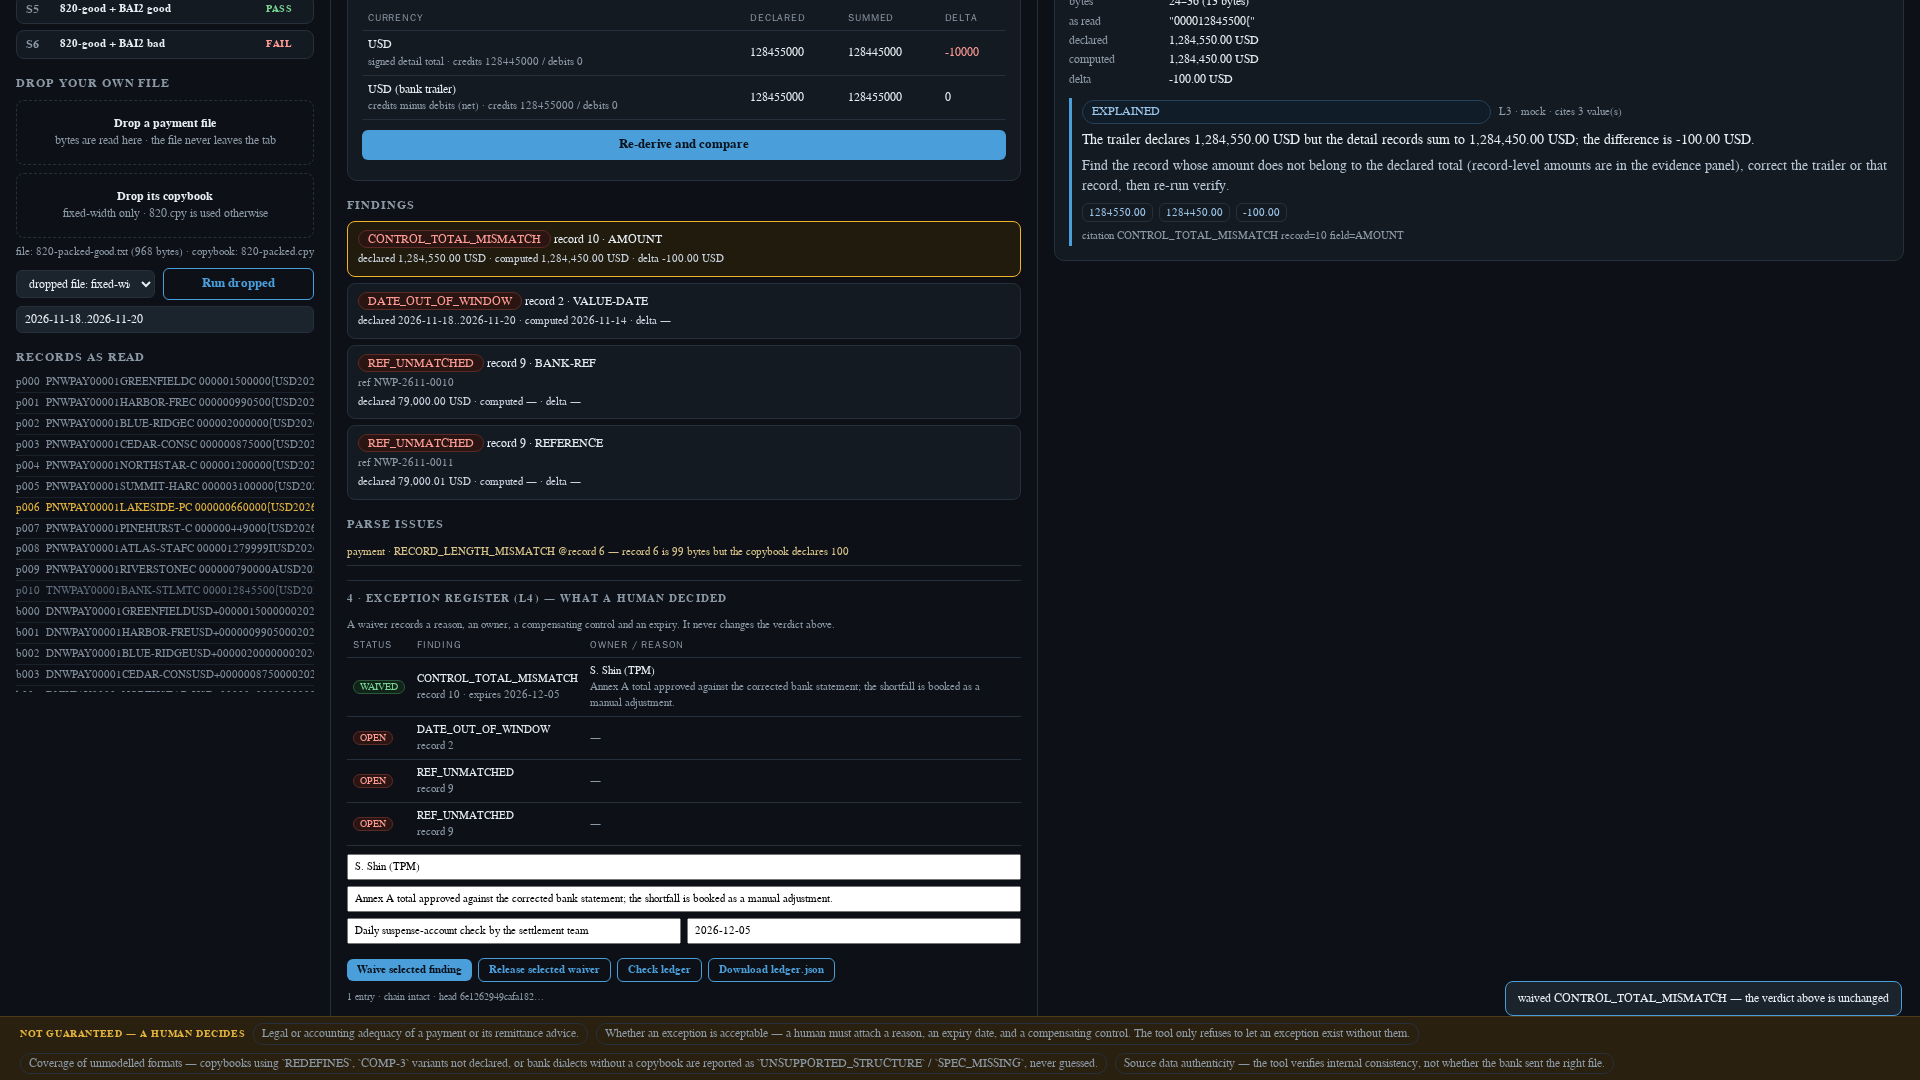 S5 820-good + BAI2 good PASS
S6 820-good + BAI2 bad FAIL
DROP YOUR OWN FILE
Drop a payment file
bytes are read here · the file never leaves the tab
Drop its copybook
fixed-width only · 820.cpy is used otherwise
file: 820-packed-good.txt (968 bytes) · copybook: 820-packed.cpy
dropped file: fixed-wi
Run dropped
2026-11-18..2026-11-20
RECORDS AS READ
p000 PNWPAY00001GREENFIELDC 000001500000{USD202
p001 PNWPAY00001HARBOR-FREC 000000990500{USD202
p002 PNWPAY00001BLUE-RIDGEC 000002000000{USD202
p003 PNWPAY00001CEDAR-CONSC 000000875000{USD202
p004 PNWPAY00001NORTHSTAR-C 000001200000{USD202
p005 PNWPAY00001SUMMIT-HARC 000003100000{USD202
p006 PNWPAY00001LAKESIDE-PC 000000660000{USD2026
p007 PNWPAY00001PINEHURST-C 000000449000{USD2026
p008 PNWPAY00001ATLAS-STAFC 000001279999IUSD202
p009 PNWPAY00001RIVERSTONEC 000000790000AUSD20
p010 TNWPAY00001BANK-STLMTC 000012845500{USD20
b000 DNWPAY00001GREENFIELDUSD+0000015000000202
b001 DNWPAY00001HARBOR-FREUSD+0000009905000202
b002 DNWPAY00001BLUE-RIDGEUSD+0000020000000202
b003 DNWPAY00001CEDAR-CONSUSD+0000008750000202
CURRENCY DECLARED SUMMED DELTA
USD 128455000 128445000 -10000
signed detail total · credits 128445000 / debits 0
USD (bank trailer) 128455000 128455000 0
credits minus debits (net) · credits 128455000 / debits 0
Re-derive and compare
FINDINGS
CONTROL_TOTAL_MISMATCH record 10 · AMOUNT
declared 1,284,550.00 USD · computed 1,284,450.00 USD · delta -100.00 USD
DATE_OUT_OF_WINDOW record 2 · VALUE-DATE
declared 2026-11-18..2026-11-20 · computed 2026-11-14 · delta —
REF_UNMATCHED record 9 · BANK-REF
ref NWP-2611-0010
declared 79,000.00 USD · computed — · delta —
REF_UNMATCHED record 9 · REFERENCE
ref NWP-2611-0011
declared 79,000.01 USD · computed — · delta —
PARSE ISSUES
payment · RECORD_LENGTH_MISMATCH @record 6 — record 6 is 99 bytes but the copybook declares 100
4 · EXCEPTION REGISTER (L4) — WHAT A HUMAN DECIDED
A waiver records a reason, an owner, a compensating control and an expiry. It never changes the verdict above.
STATUS FINDING OWNER / REASON
WAIVED CONTROL_TOTAL_MISMATCH S. Shin (TPM)
record 10 · expires 2026-12-05 Annex A total approved against the corrected bank statement; the shortfall is booked as a
manual adjustment.
OPEN DATE_OUT_OF_WINDOW —
record 2
OPEN REF_UNMATCHED —
record 9
OPEN REF_UNMATCHED —
record 9
S. Shin (TPM)
Annex A total approved against the corrected bank statement; the shortfall is booked as a manual adjustment.
Daily suspense-account check by the settlement team 2026-12-05
Waive selected finding Release selected waiver Check ledger Download ledger.json
1 entry · chain intact · head 6e1262949cafa182…
bytes 24–36 (13 bytes)
as read "000012845500{"
declared 1,284,550.00 USD
computed 1,284,450.00 USD
delta -100.00 USD
EXPLAINED L3 · mock · cites 3 value(s)
The trailer declares 1,284,550.00 USD but the detail records sum to 1,284,450.00 USD; the difference is -100.00 USD.
Find the record whose amount does not belong to the declared total (record-level amounts are in the evidence panel), correct the trailer or that
record, then re-run verify.
1284550.00 1284450.00 -100.00
citation CONTROL_TOTAL_MISMATCH record=10 field=AMOUNT
waived CONTROL_TOTAL_MISMATCH — the verdict above is unchanged
NOT GUARANTEED — A HUMAN DECIDES Legal or accounting adequacy of a payment or its remittance advice. Whether an exception is acceptable — a human must attach a reason, an expiry date, and a compensating control. The tool only refuses to let an exception exist without them.
Coverage of unmodelled formats — copybooks using `REDEFINES`, `COMP-3` variants not declared, or bank dialects without a copybook are reported as `UNSUPPORTED_STRUCTURE` / `SPEC_MISSING`, never guessed. Source data authenticity — the tool verifies internal consistency, not whether the bank sent the right file.